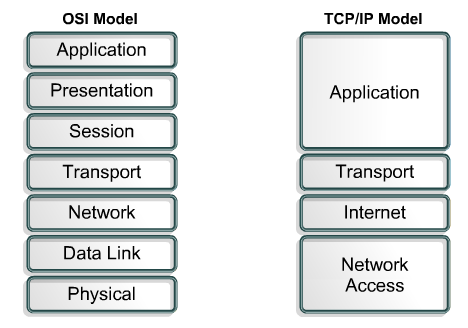 OSI Model
Application
Presentation
Session
Transport
Network
Data Link
Physical
TCP/IP Model
Application
Transport
Internet
Network
Access